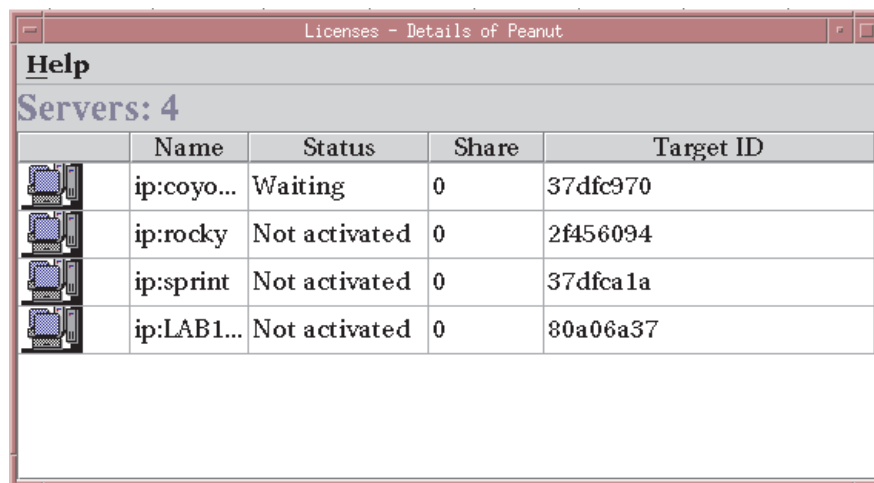 Licenses - Details of Peanut
Help
Servers: 4
Name Status Share Target ID
ip:coyo... Waiting 0 37dfc970
ip:rocky Not activated 0 2f456094
ip:sprint Not activated 0 37dfca1a
ip:LAB1... Not activated 0 80a06a37